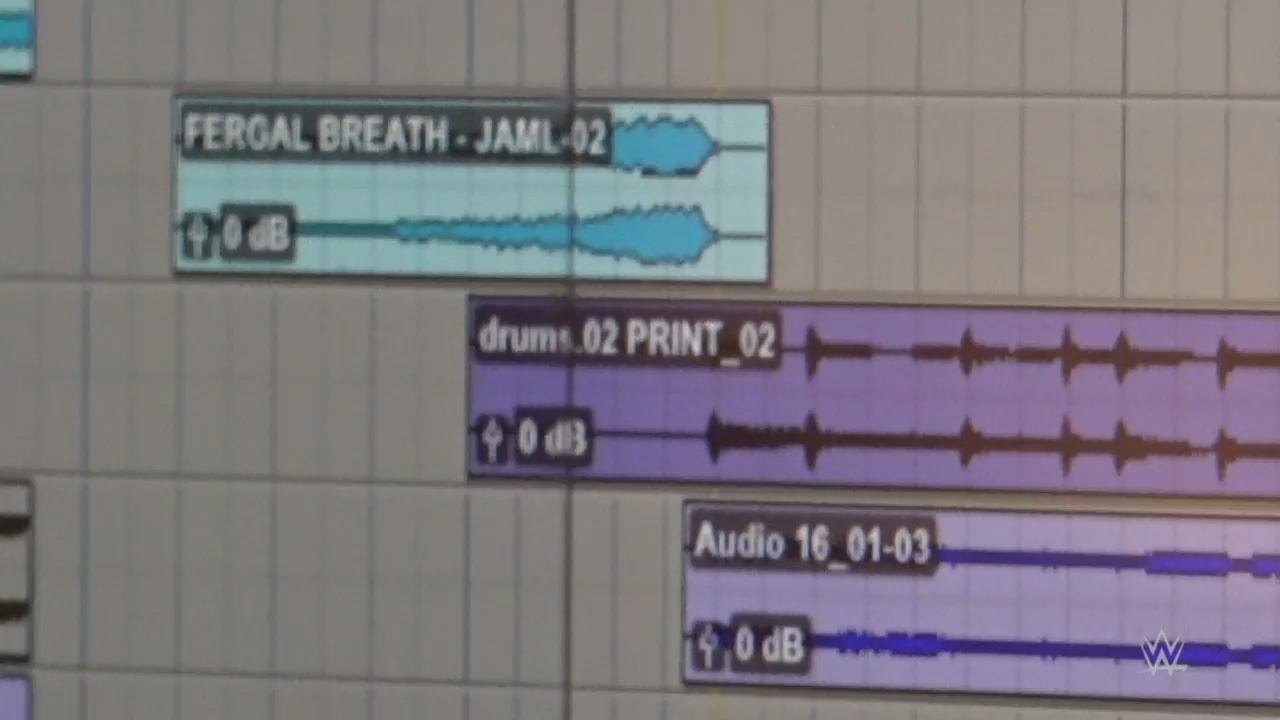 FERGAL BREATH - JAML-02
0 dB
drums.02 PRINT_02
0 dB
Audio 16_01-03
0 dB
W